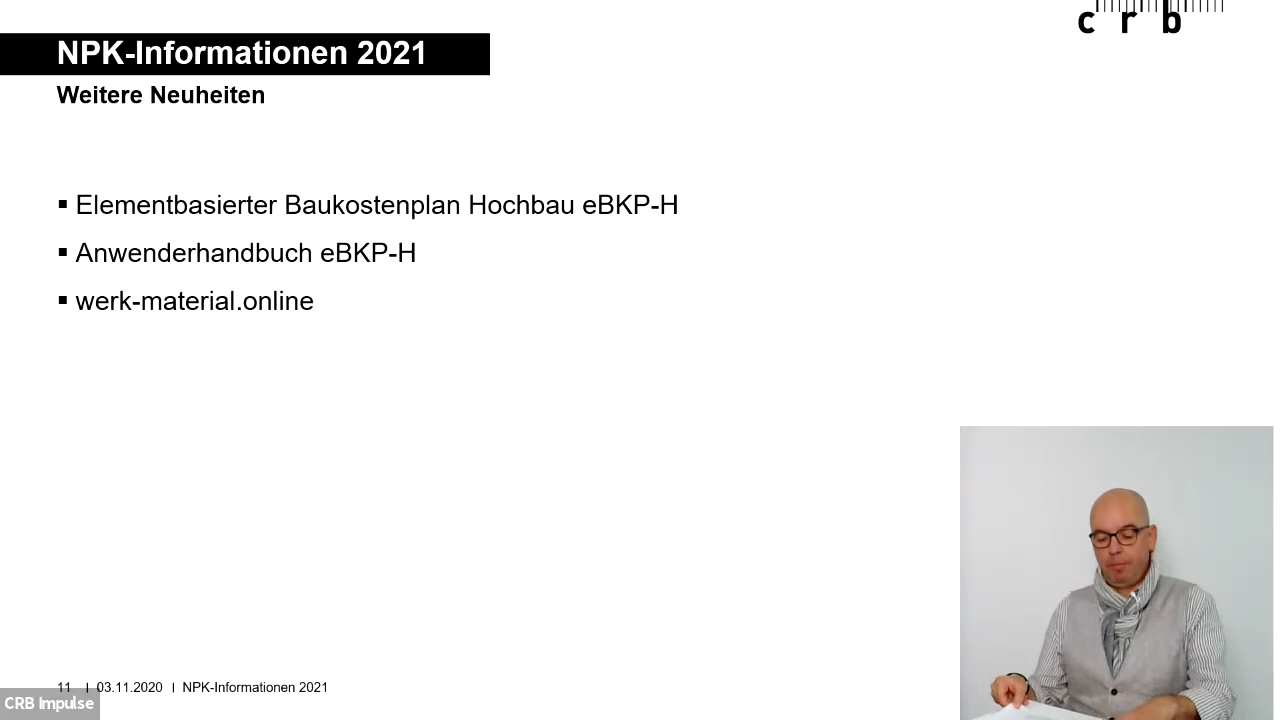 crb
NPK-Informationen 2021
Weitere Neuheiten
▪ Elementbasierter Baukostenplan Hochbau eBKP-H
▪ Anwenderhandbuch eBKP-H
▪ werk-material.online
11 | 03.11.2020 | NPK-Informationen 2021
CRB Impulse